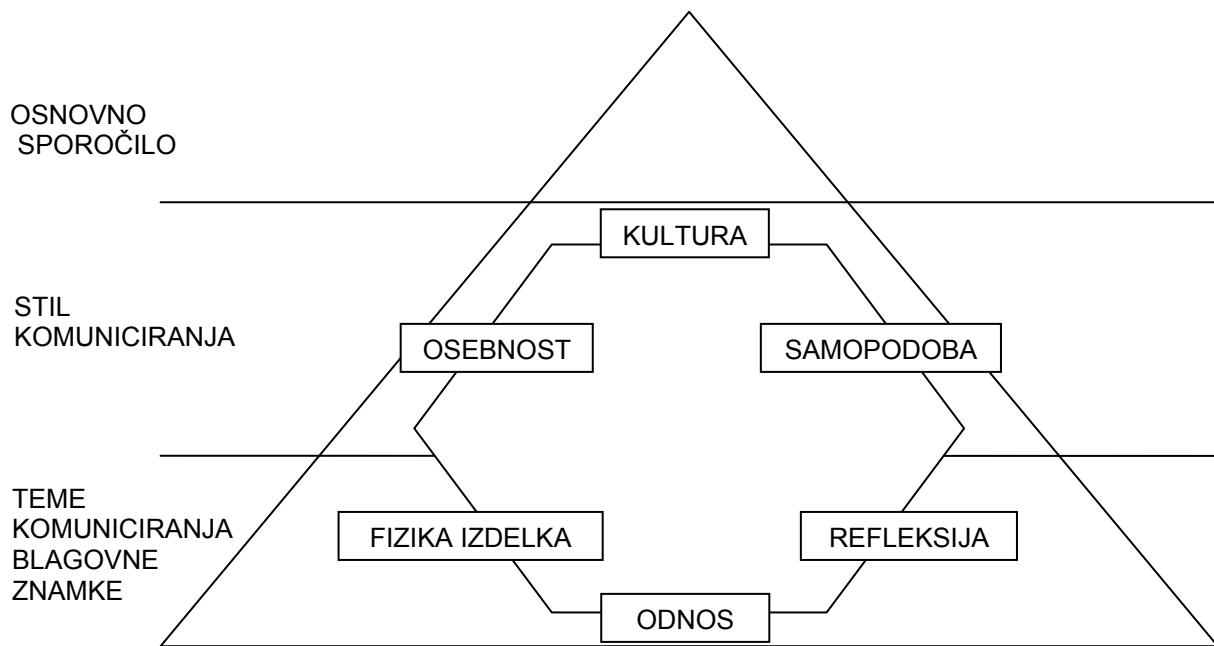 OSNOVNO
SPOROČILO
KULTURA
STIL
KOMUNICIRANJA
OSEBNOST
SAMOPODOBA
TEME
KOMUNICIRANJA
BLAGOVNE
ZNAMKE
FIZIKA IZDELKA
REFLEKSIJA
ODNOS